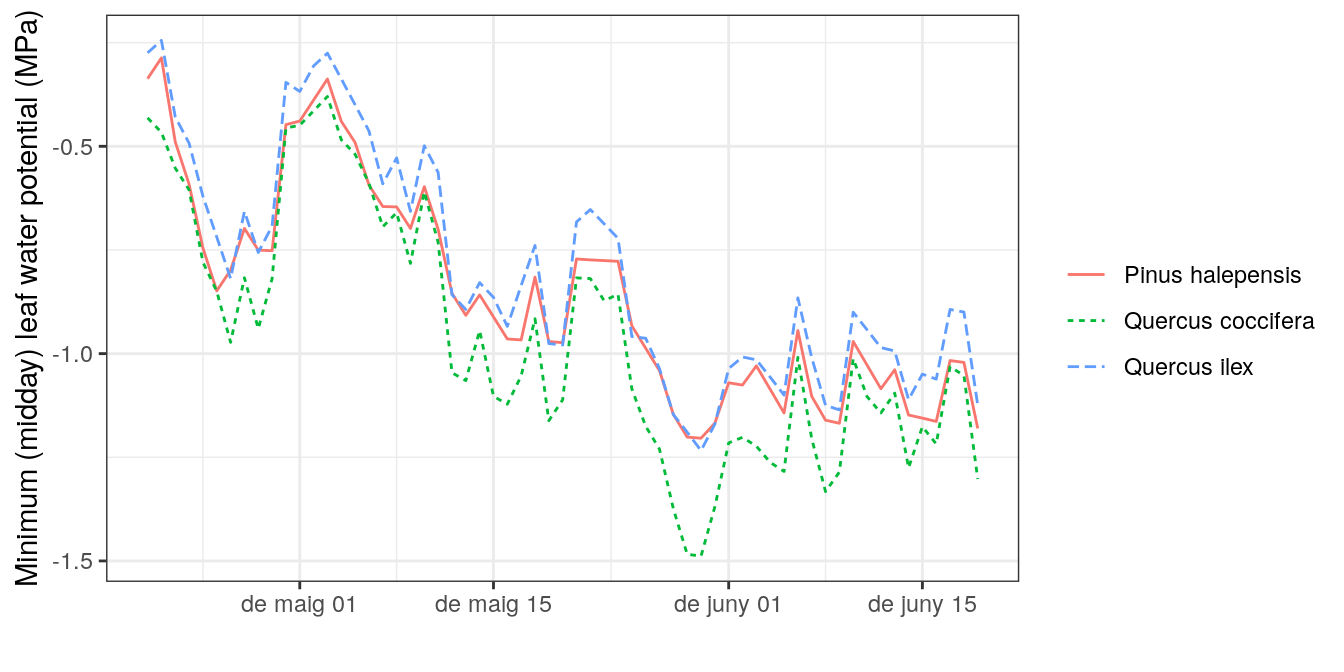 Minimum (midday) leaf water potential (MPa)
-0.5
-1.0
-1.5
de maig 01
de maig 15
de juny 01
de juny 15
Pinus halepensis
Quercus coccifera
Quercus ilex